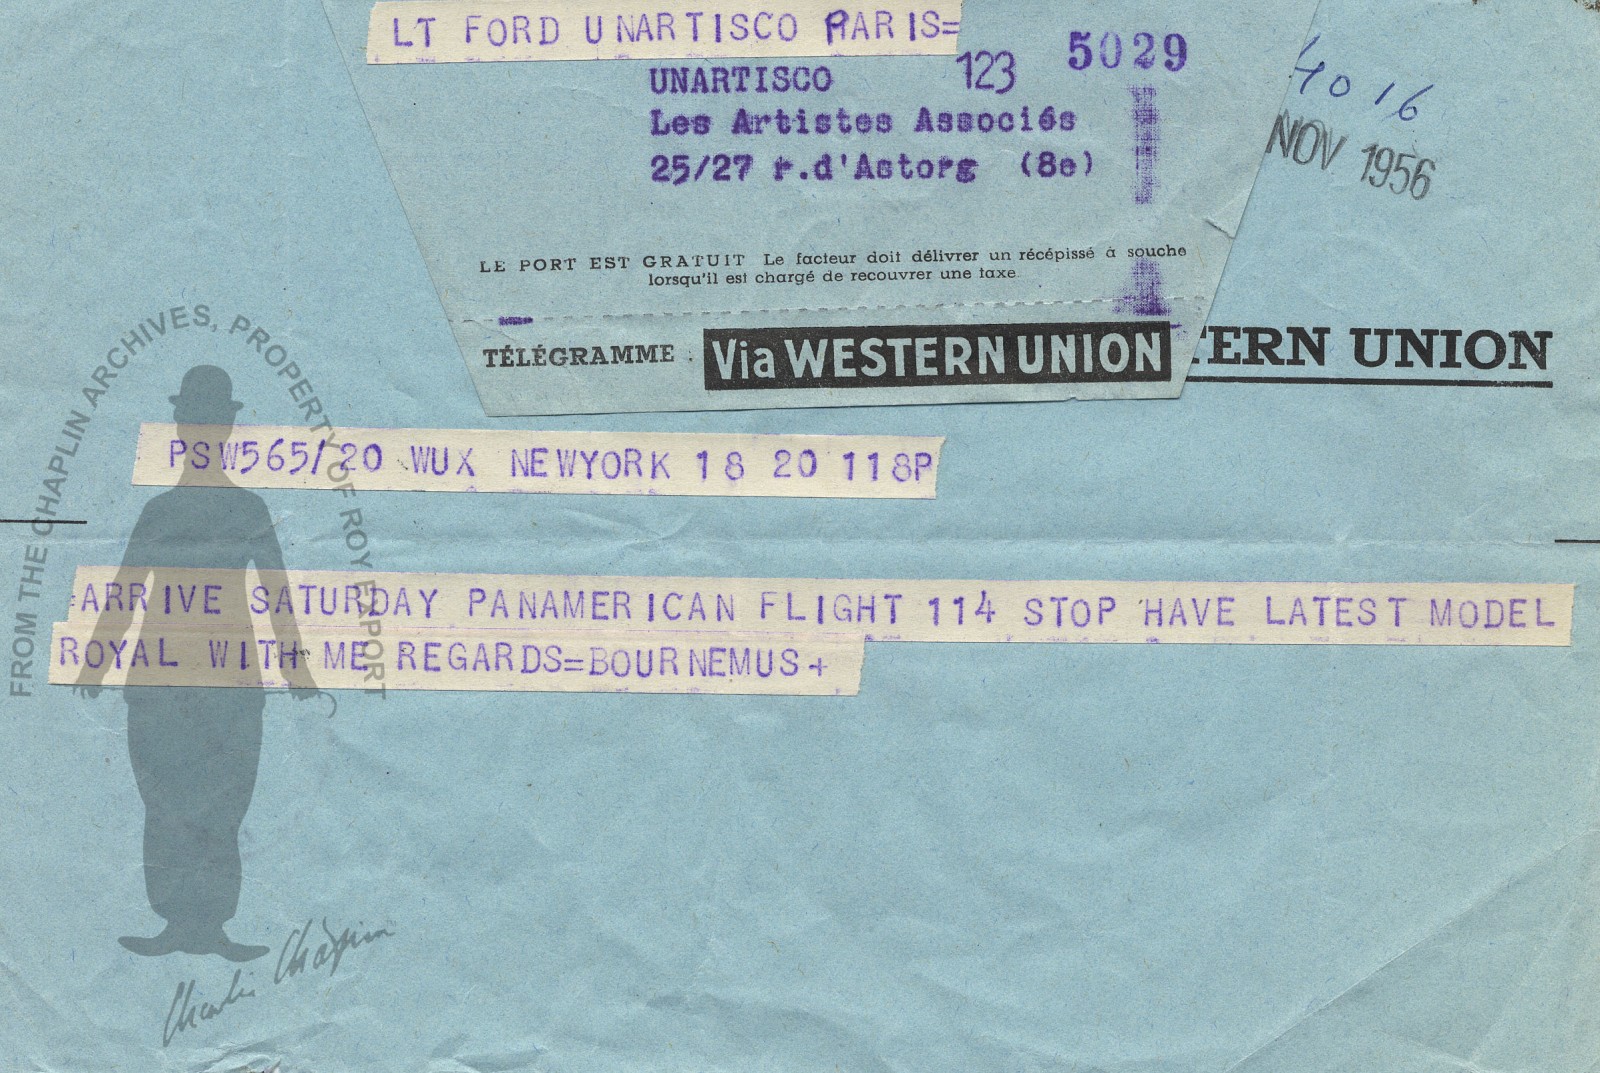 LT FORD UNARTISCO PARIS=
UNARTISCO 123 5029
Les Artistes Associés
25/27 r.d'Astorg (8e)
4016
NOV 1956
LE PORT EST GRATUIT Le facteur doit délivrer un récépissé à souche
lorsqu'il est chargé de recouvrer une taxe.
TÉLÉGRAMME : Via WESTERN UNION
TERN UNION
PSW565/20 WUX NEWYORK 18 20 118P
=ARRIVE SATURDAY PANAMERICAN FLIGHT 114 STOP HAVE LATEST MODEL
ROYAL WITH ME REGARDS=BOURNEMUS+
FROM THE CHAPLIN ARCHIVES, PROPERTY OF ROY EXPORT
Charlie Chaplin